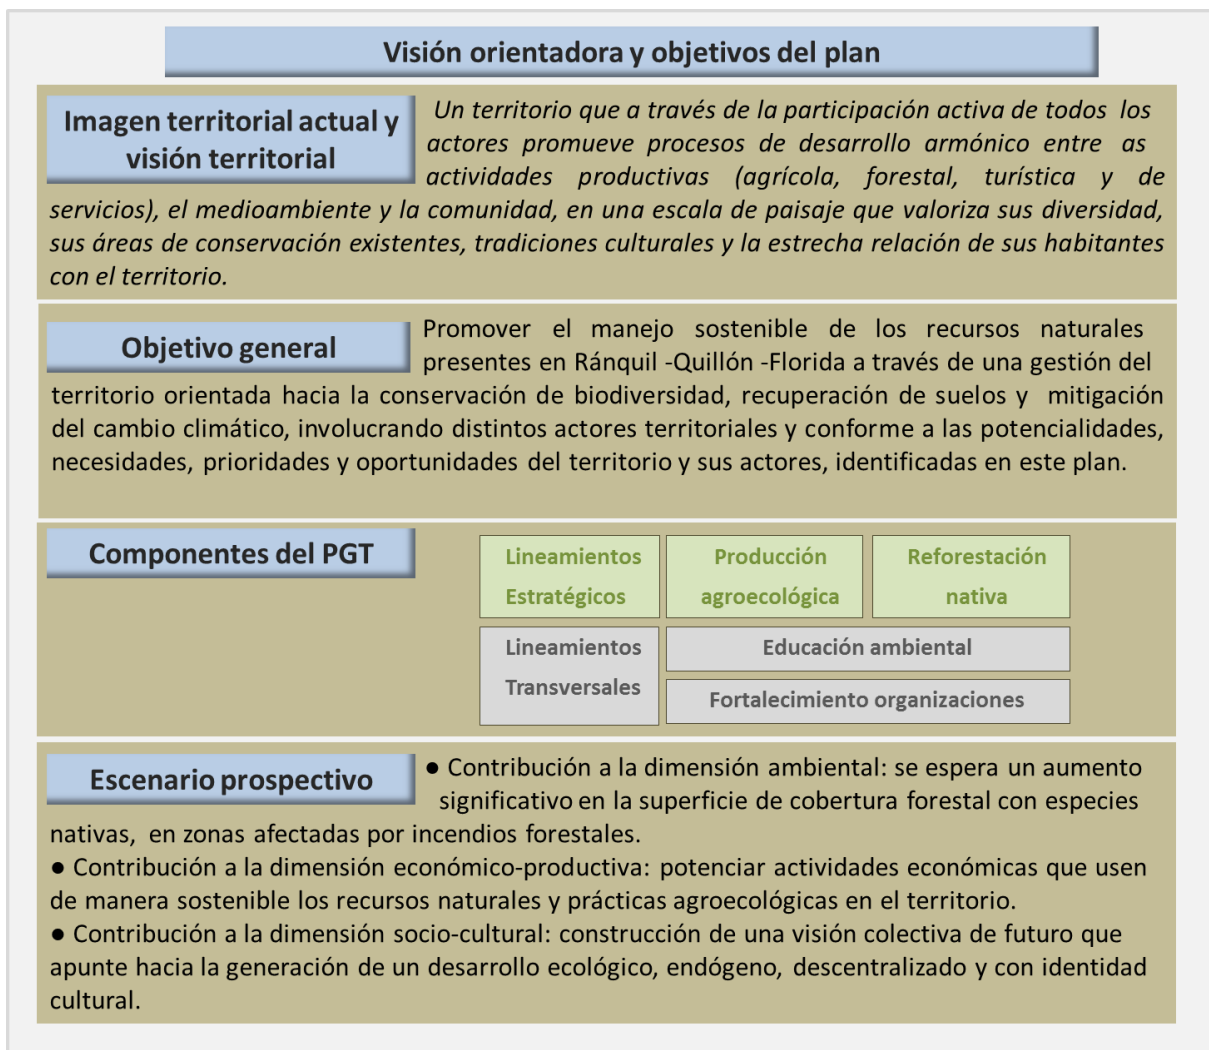 Visión orientadora y objetivos del plan
Imagen territorial actual y
visión territorial
Un territorio que a través de la participación activa de todos los
actores promueve procesos de desarrollo armónico entre as
actividades productivas (agrícola, forestal, turística y de
servicios), el medioambiente y la comunidad, en una escala de paisaje que valoriza sus diversidad,
sus áreas de conservación existentes, tradiciones culturales y la estrecha relación de sus habitantes
con el territorio.
Objetivo general
Promover el manejo sostenible de los recursos naturales
presentes en Ránquil -Quillón -Florida a través de una gestión del
territorio orientada hacia la conservación de biodiversidad, recuperación de suelos y mitigación
del cambio climático, involucrando distintos actores territoriales y conforme a las potencialidades,
necesidades, prioridades y oportunidades del territorio y sus actores, identificadas en este plan.
Componentes del PGT
Lineamientos
Estratégicos
Producción
agroecológica
Reforestación
nativa
Lineamientos
Transversales
Educación ambiental
Fortalecimiento organizaciones
Escenario prospectivo
● Contribución a la dimensión ambiental: se espera un aumento
significativo en la superficie de cobertura forestal con especies
nativas, en zonas afectadas por incendios forestales.
● Contribución a la dimensión económico-productiva: potenciar actividades económicas que usen
de manera sostenible los recursos naturales y prácticas agroecológicas en el territorio.
● Contribución a la dimensión socio-cultural: construcción de una visión colectiva de futuro que
apunte hacia la generación de un desarrollo ecológico, endógeno, descentralizado y con identidad
cultural.